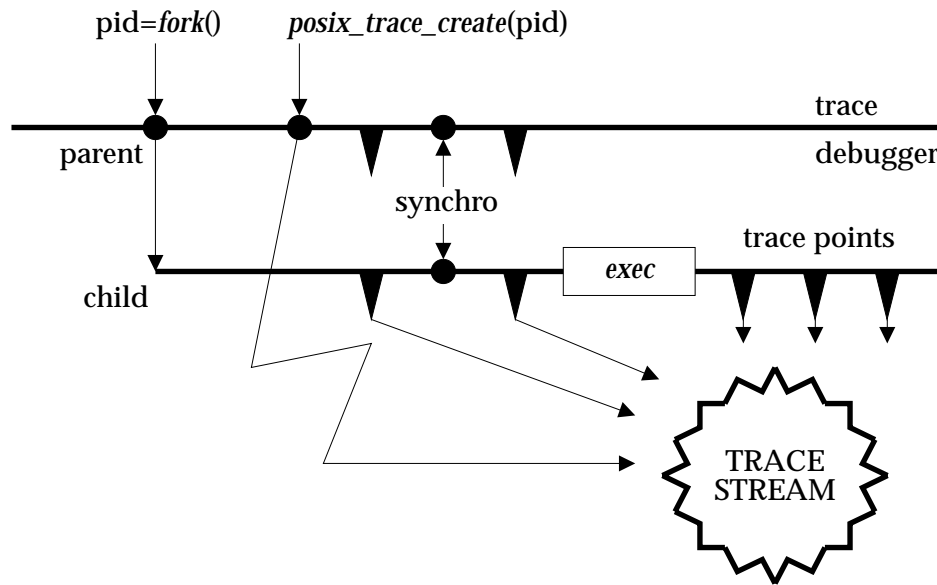 pid=fork()
posix_trace_create(pid)
trace
parent
debugger
synchro
trace points
exec
child
TRACE
STREAM